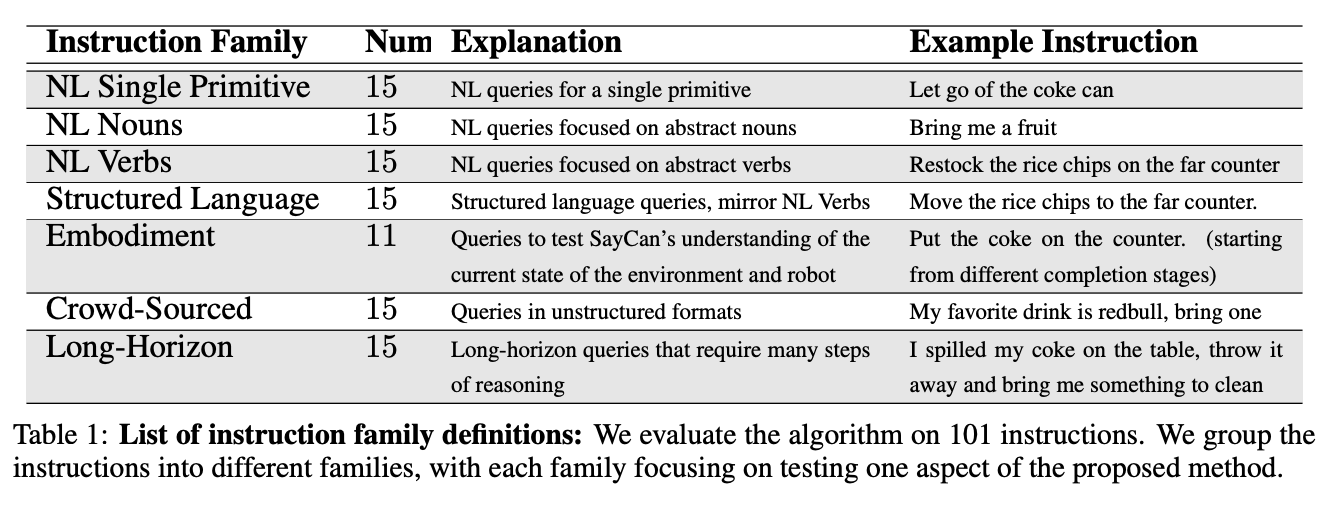 Instruction Family Num Explanation Example Instruction
NL Single Primitive 15 NL queries for a single primitive Let go of the coke can
NL Nouns 15 NL queries focused on abstract nouns Bring me a fruit
NL Verbs 15 NL queries focused on abstract verbs Restock the rice chips on the far counter
Structured Language 15 Structured language queries, mirror NL Verbs Move the rice chips to the far counter.
Embodiment 11 Queries to test SayCan's understanding of the Put the coke on the counter. (starting
current state of the environment and robot from different completion stages)
Crowd-Sourced 15 Queries in unstructured formats My favorite drink is redbull, bring one
Long-Horizon 15 Long-horizon queries that require many steps I spilled my coke on the table, throw it
of reasoning away and bring me something to clean
Table 1: List of instruction family definitions: We evaluate the algorithm on 101 instructions. We group the
instructions into different families, with each family focusing on testing one aspect of the proposed method.